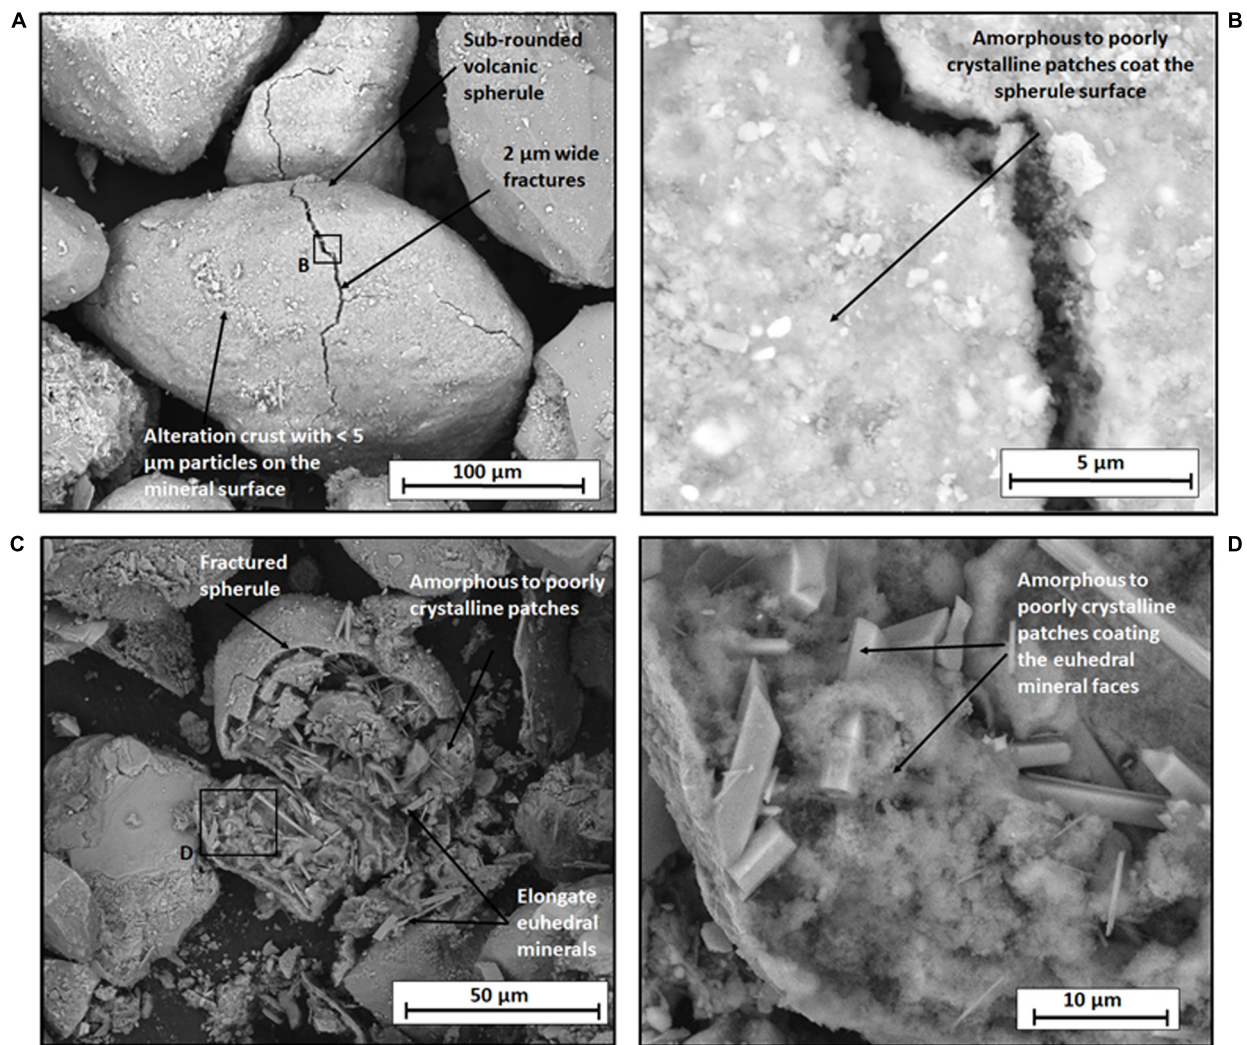 A
Sub-rounded
volcanic
spherule
2 μm wide
fractures
B
Alteration crust with < 5
μm particles on the
mineral surface
100 μm
B
Amorphous to poorly
crystalline patches coat the
spherule surface
5 μm
C
Fractured
spherule
Amorphous to poorly
crystalline patches
D
Elongate
euhedral
minerals
50 μm
D
Amorphous to
poorly crystalline
patches coating
the euhedral
mineral faces
10 μm